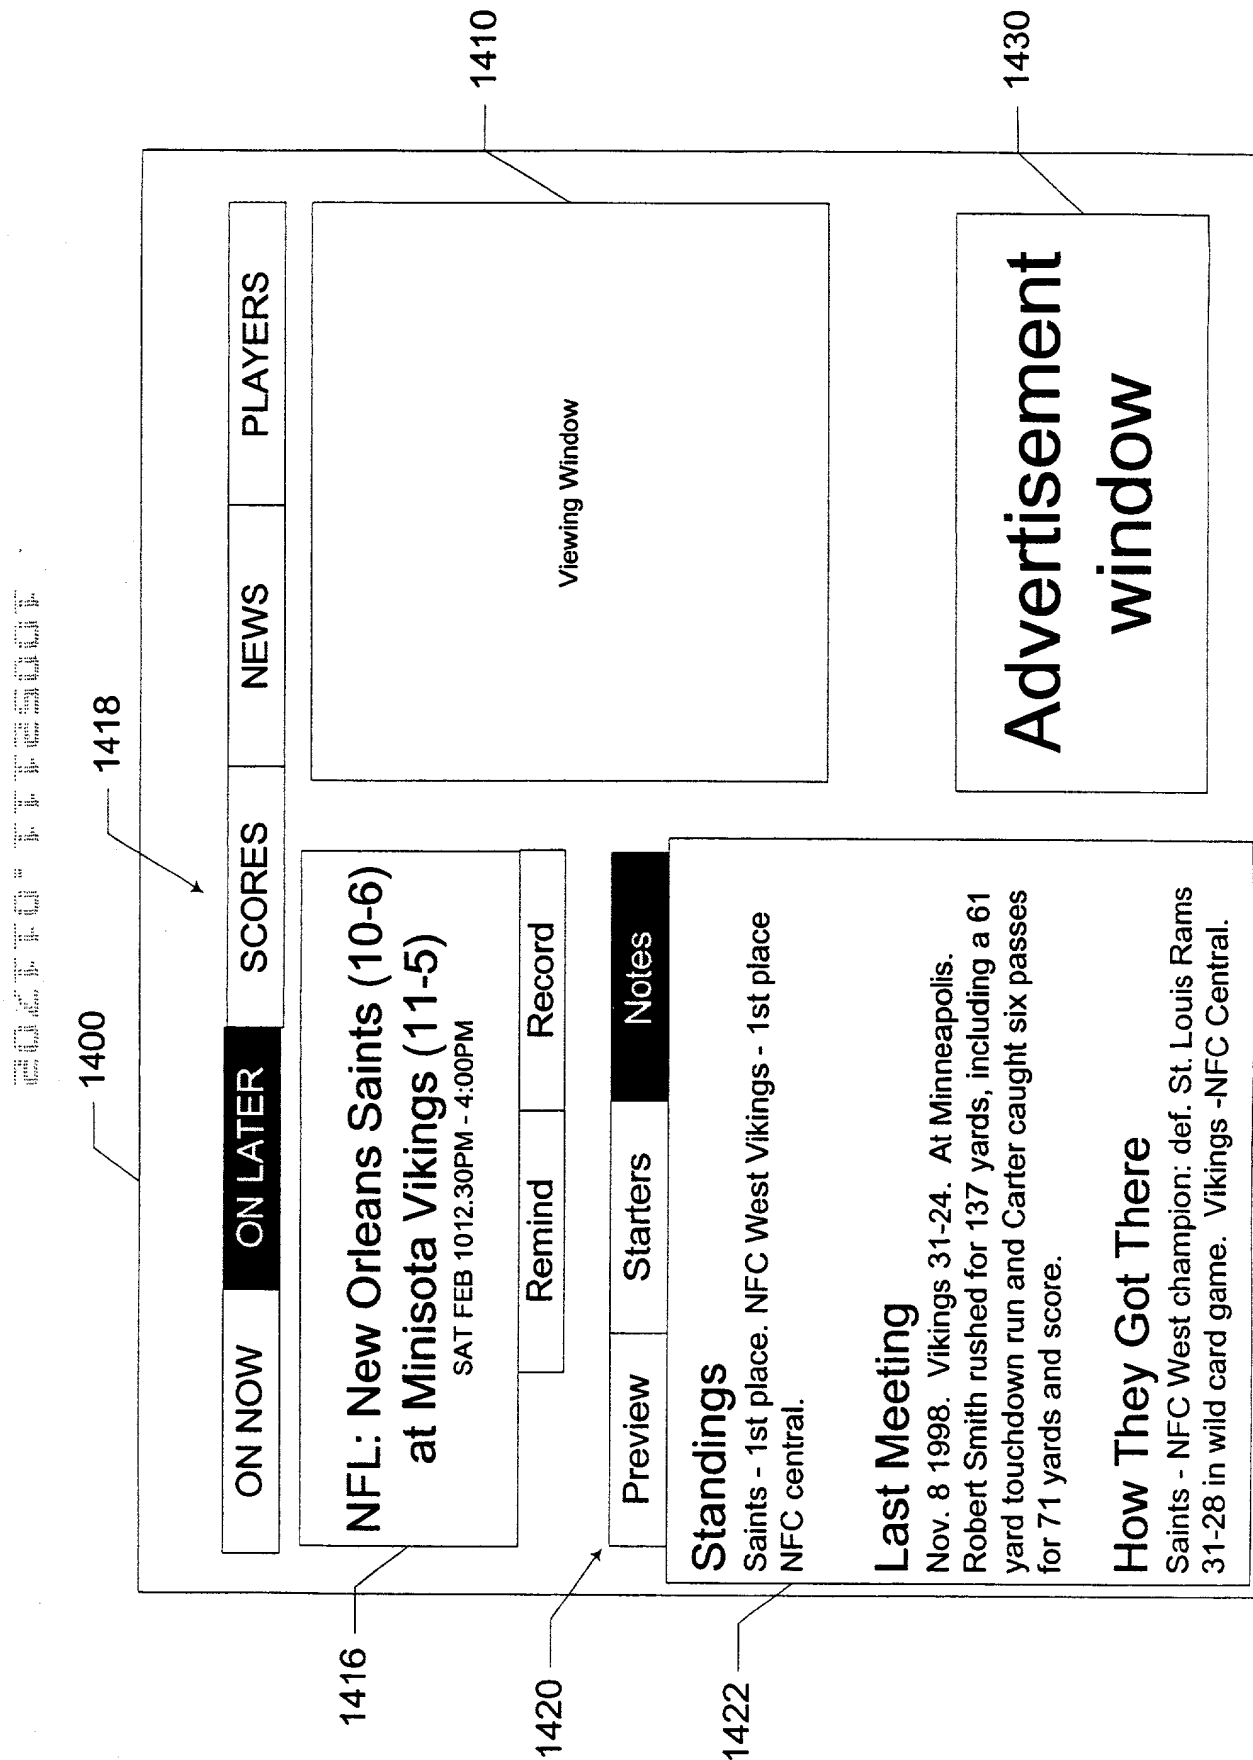 1400
1418
ON NOW
ON LATER
SCORES
NEWS
PLAYERS
1416
NFL: New Orleans Saints (10-6)
at Minisota Vikings (11-5)
SAT FEB 1012.30PM - 4:00PM
Remind
Record
Viewing Window
1410
1420
Preview
Starters
Notes
1422
Standings
Saints - 1st place. NFC West Vikings - 1st place
NFC central.
Last Meeting
Nov. 8 1998. Vikings 31-24. At Minneapolis.
Robert Smith rushed for 137 yards, including a 61
yard touchdown run and Carter caught six passes
for 71 yards and score.
How They Got There
Saints - NFC West champion: def. St. Louis Rams
31-28 in wild card game. Vikings -NFC Central.
Advertisement
window
1430